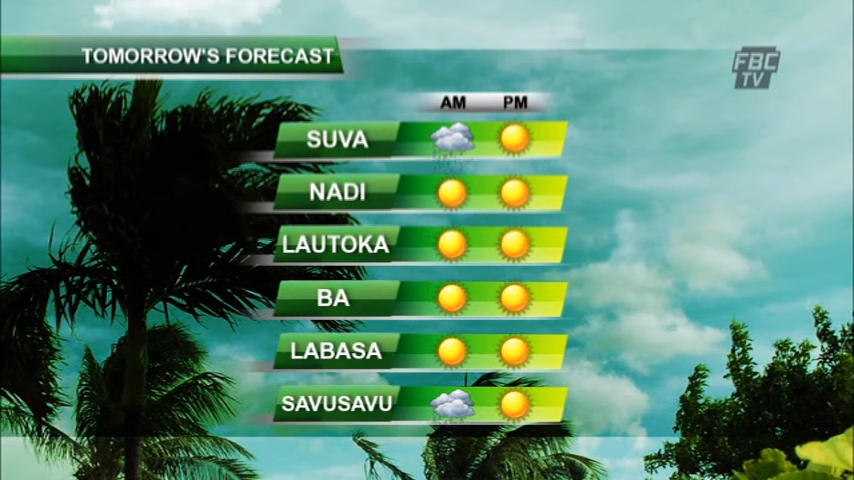 TOMORROW'S FORECAST
FBC
TV
AM PM
SUVA
NADI
LAUTOKA
BA
LABASA
SAVUSAVU